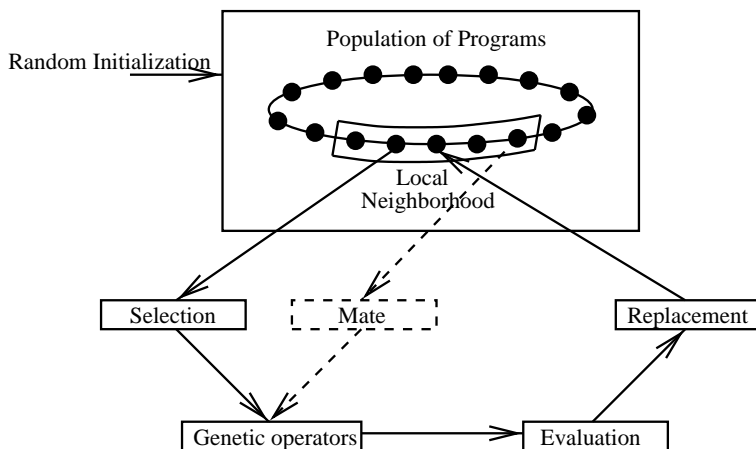 Population of Programs
Random Initialization
Local
Neighborhood
Selection
Mate
Replacement
Genetic operators
Evaluation